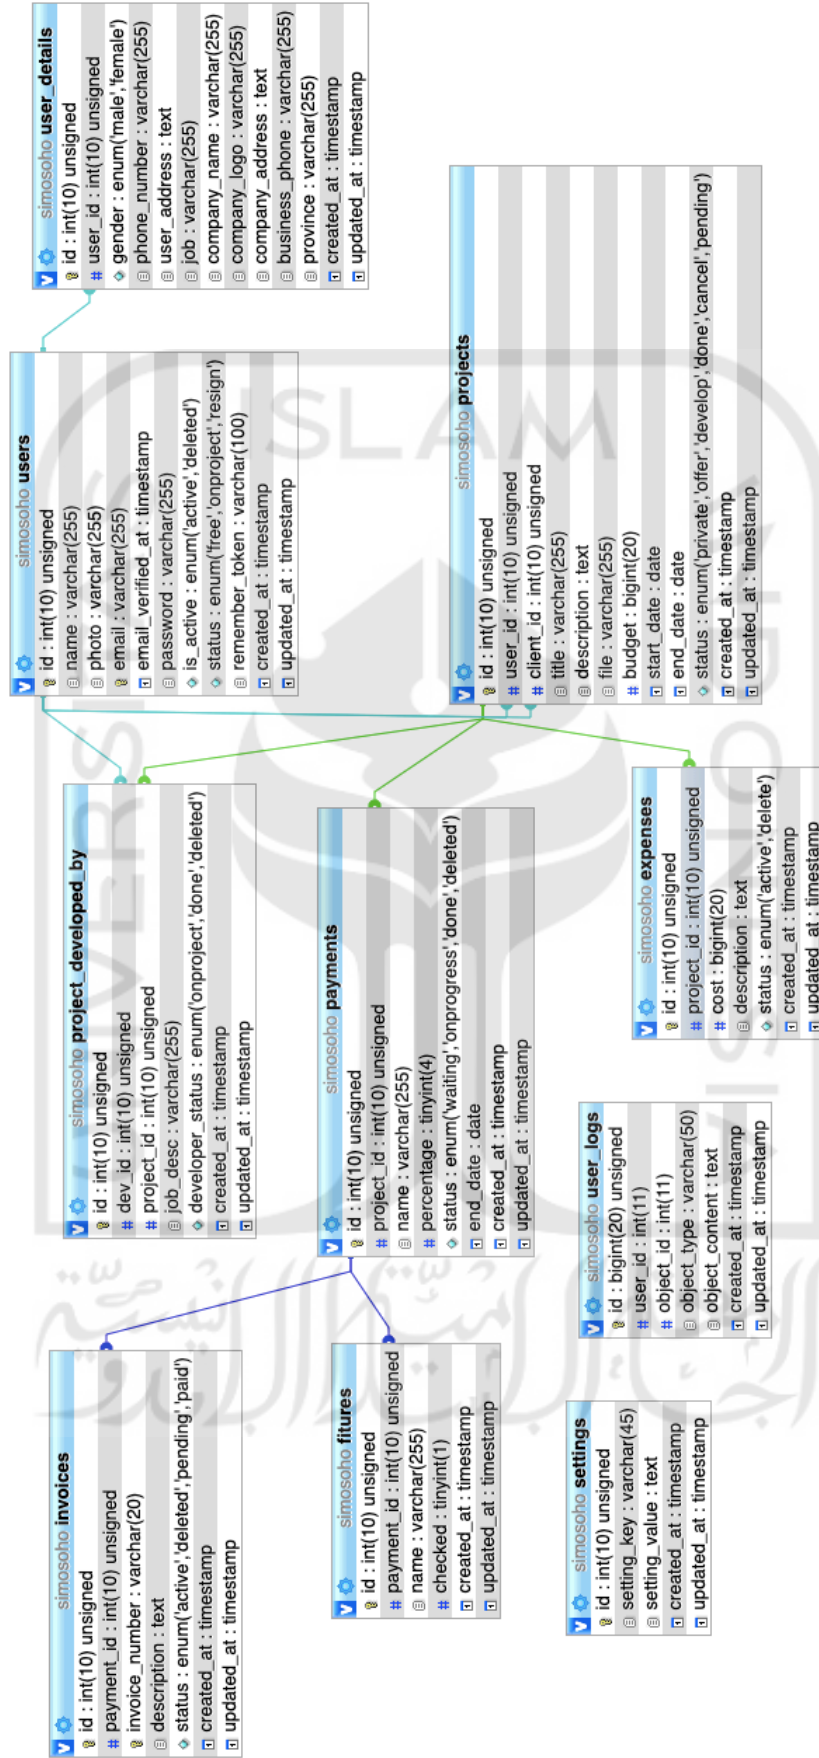 simosoho invoices
id : int(10) unsigned
payment_id : int(10) unsigned
invoice_number : varchar(20)
description : text
status : enum('active','deleted','pending','paid')
created_at : timestamp
updated_at : timestamp
simosoho project_developed_by
id : int(10) unsigned
dev_id : int(10) unsigned
project_id : int(10) unsigned
job_desc : varchar(255)
developer_status : enum('onproject','done','deleted')
created_at : timestamp
updated_at : timestamp
simosoho users
id : int(10) unsigned
name : varchar(255)
photo : varchar(255)
email : varchar(255)
email_verified_at : timestamp
password : varchar(255)
is_active : enum('active','deleted')
status : enum('free','onproject','resign')
remember_token : varchar(100)
created_at : timestamp
updated_at : timestamp
simosoho user_details
id : int(10) unsigned
user_id : int(10) unsigned
gender : enum('male','female')
phone_number : varchar(255)
user_address : text
job : varchar(255)
company_name : varchar(255)
company_logo : varchar(255)
company_address : text
business_phone : varchar(255)
province : varchar(255)
created_at : timestamp
updated_at : timestamp
simosoho fitures
id : int(10) unsigned
payment_id : int(10) unsigned
name : varchar(255)
checked : tinyint(1)
created_at : timestamp
updated_at : timestamp
simosoho payments
id : int(10) unsigned
project_id : int(10) unsigned
name : varchar(255)
percentage : tinyint(4)
status : enum('waiting','onprogress','done','deleted')
end_date : date
created_at : timestamp
updated_at : timestamp
simosoho projects
id : int(10) unsigned
user_id : int(10) unsigned
client_id : int(10) unsigned
title : varchar(255)
description : text
file : varchar(255)
budget : bigint(20)
start_date : date
end_date : date
status : enum('private','offer','develop','done','cancel','pending')
created_at : timestamp
updated_at : timestamp
simosoho settings
id : int(10) unsigned
setting_key : varchar(45)
setting_value : text
created_at : timestamp
updated_at : timestamp
simosoho user_logs
id : bigint(20) unsigned
user_id : int(11)
object_id : int(11)
object_type : varchar(50)
object_content : text
created_at : timestamp
updated_at : timestamp
simosoho expenses
id : int(10) unsigned
project_id : int(10) unsigned
cost : bigint(20)
description : text
status : enum('active','delete')
created_at : timestamp
updated_at : timestamp
UNIVERSITAS
ISLAM
INDONESIA